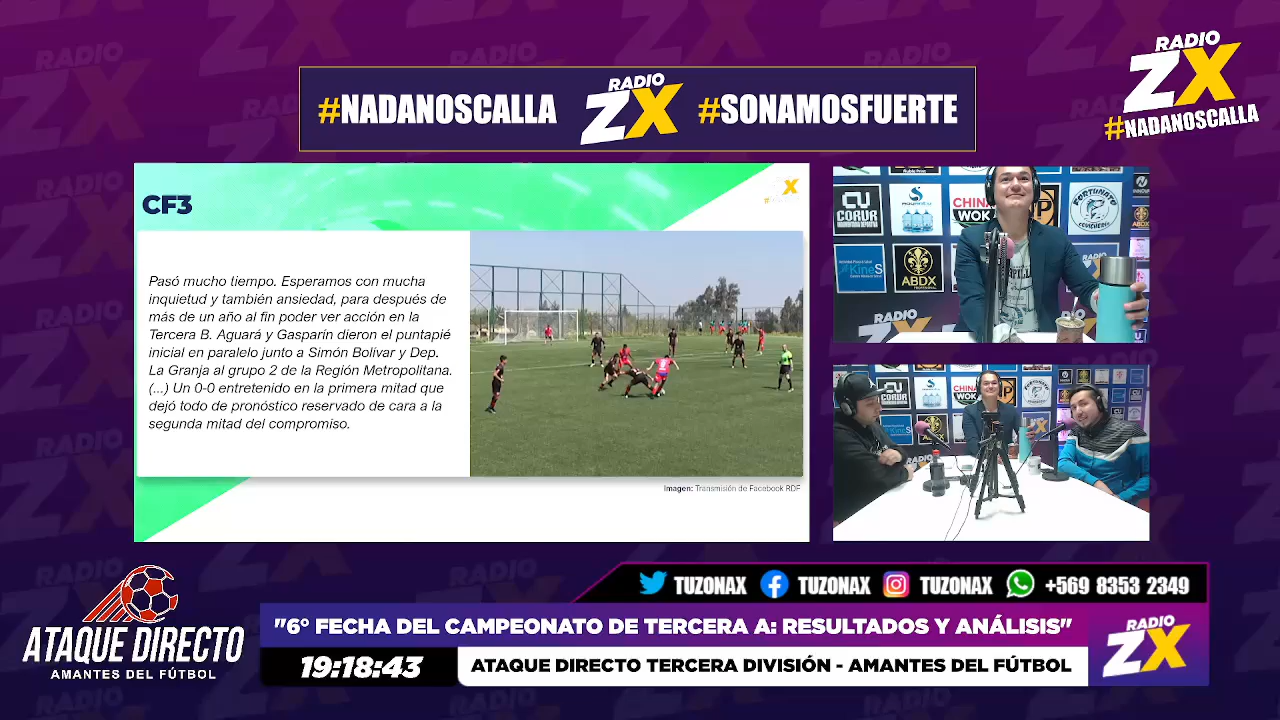 #NADANOSCALLA
RADIO
ZX
#SONAMOSFUERTE
RADIO
ZX
#NADANOSCALLA
CF3
X
Pasó mucho tiempo. Esperamos con mucha
inquietud y también ansiedad, para después de
más de un año al fin poder ver acción en la
Tercera B. Aguará y Gasparín dieron el puntapié
inicial en paralelo junto a Simón Bolívar y Dep.
La Granja al grupo 2 de la Región Metropolitana.
(...) Un 0-0 entretenido en la primera mitad que
dejó todo de pronóstico reservado de cara a la
segunda mitad del compromiso.
Imagen: Transmisión de Facebook RDF
CHINA
WOK
FORTUNATO
KineS
ABDX
RADIO
TUZONAX
TUZONAX
TUZONAX
+569 8353 2349
ATAQUE DIRECTO
AMANTES DEL FÚTBOL
"6° FECHA DEL CAMPEONATO DE TERCERA A: RESULTADOS Y ANÁLISIS"
19:18:43
ATAQUE DIRECTO TERCERA DIVISIÓN - AMANTES DEL FÚTBOL
RADIO
ZX